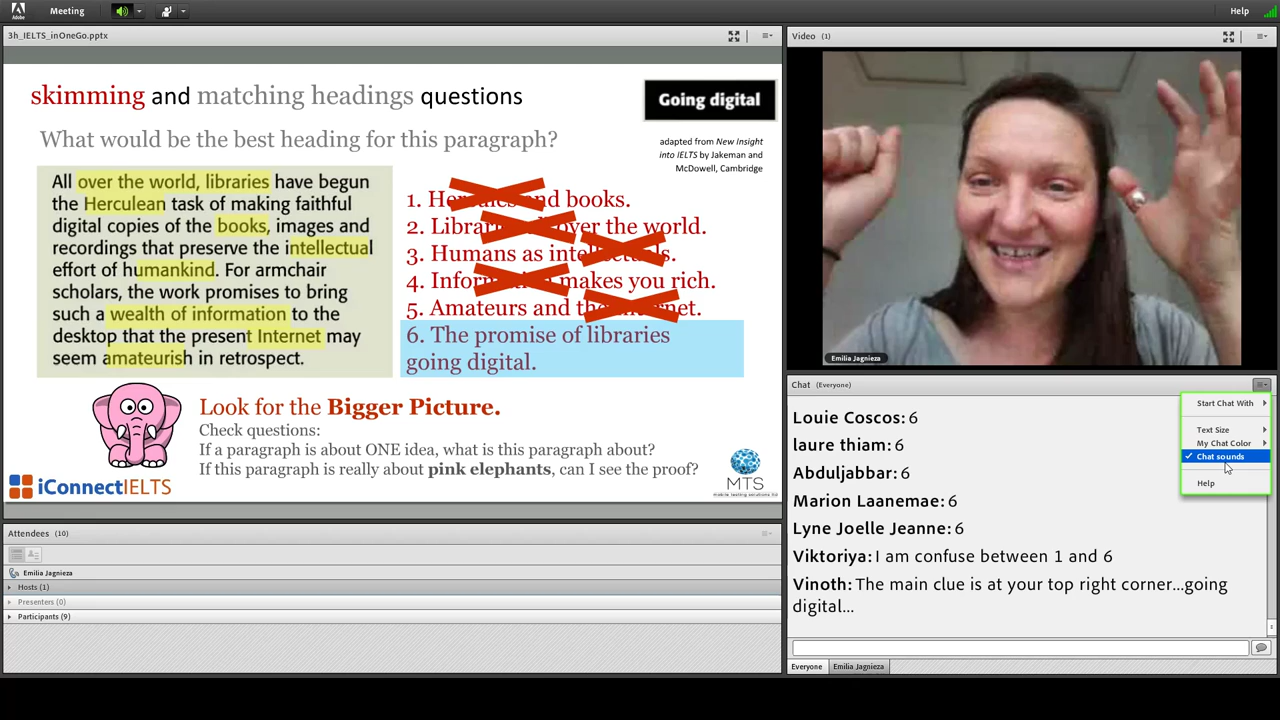 Adobe
Meeting
Help
3h_IELTS_inOneGo.pptx
skimming and matching headings questions
Going digital
What would be the best heading for this paragraph?
adapted from New Insight
into IELTS by Jakeman and
McDowell, Cambridge
All over the world, libraries have begun
the Herculean task of making faithful
digital copies of the books, images and
recordings that preserve the intellectual
effort of humankind. For armchair
scholars, the work promises to bring
such a wealth of information to the
desktop that the present Internet may
seem amateurish in retrospect.
1. and books.
2. over the world.
3. Humans as
4. makes you rich.
5. Amateurs and
6. The promise of libraries
going digital.
Look for the Bigger Picture.
Check questions:
If a paragraph is about ONE idea, what is this paragraph about?
If this paragraph is really about pink elephants, can I see the proof?
iConnectIELTS
MTS
mobile testing solutions ltd
Attendees (10)
Emilia Jagnieza
Hosts (1)
Presenters (0)
Participants (9)
Video (1)
Emilia Jagnieza
Chat (Everyone)
Start Chat With
Text Size
My Chat Color
Chat sounds
Help
Louie Coscos: 6
laure thiam: 6
Abduljabbar: 6
Marion Laanemae: 6
Lyne Joelle Jeanne: 6
Viktoriya: I am confuse between 1 and 6
Vinoth: The main clue is at your top right corner...going
digital...
Everyone
Emilia Jagnieza